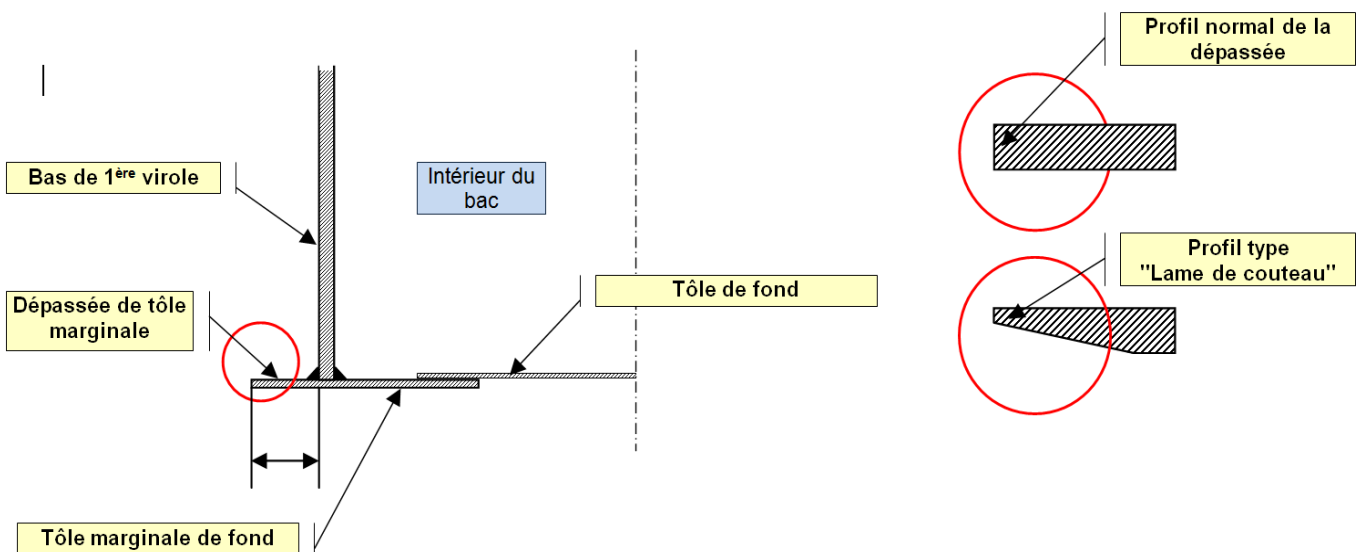 Profil normal de la
dépassée
Bas de 1ère virole
Intérieur du
bac
Profil type
"Lame de couteau"
Dépassée de tôle
marginale
Tôle de fond
Tôle marginale de fond